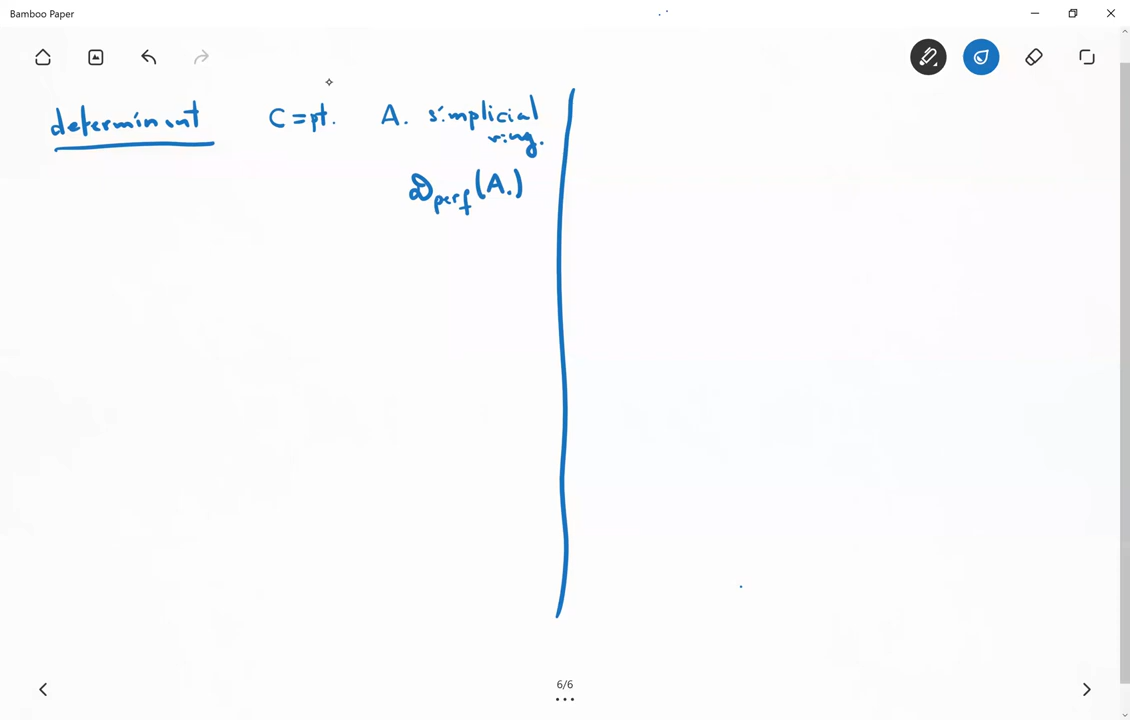 Bamboo Paper
determinant C = pt. A. simplicial
ring.
𝒟perf(A.)
6/6